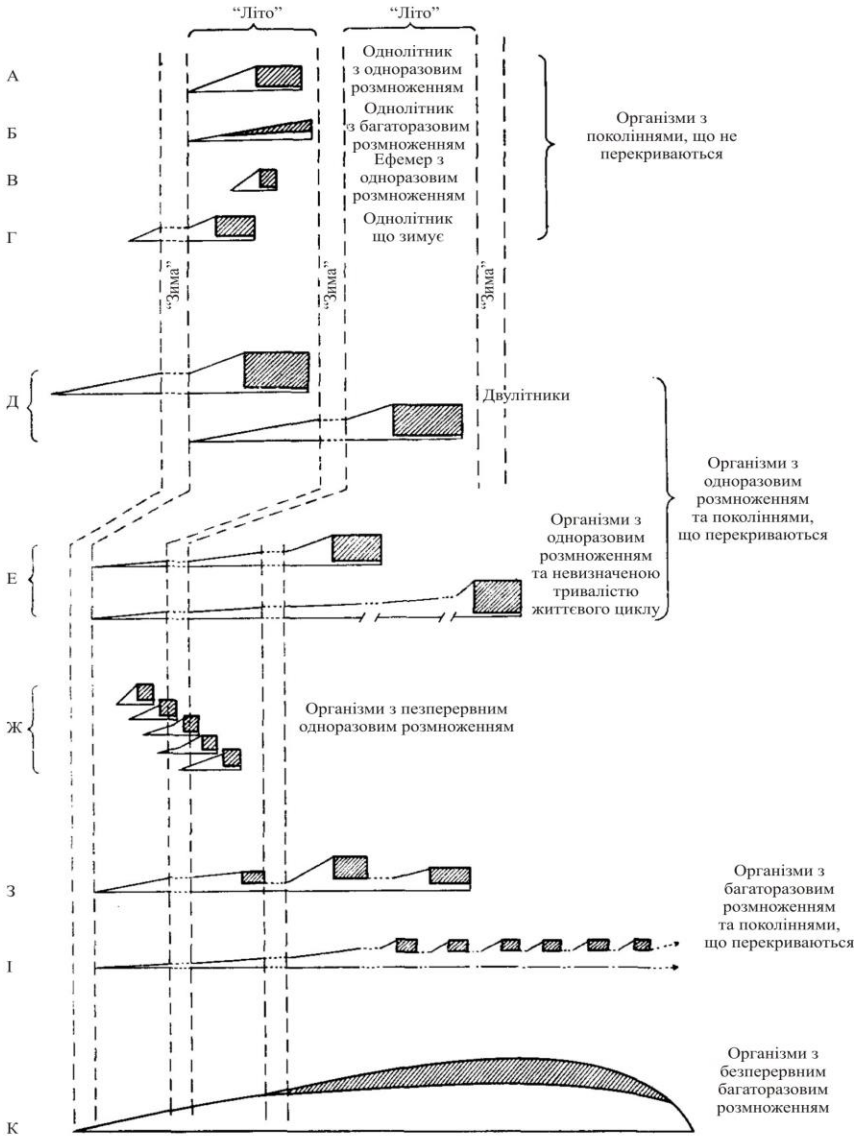 “Літо”
“Літо”
А
Однолітник
з одноразовим
розмноженням
Б
Однолітник
з багаторазовим
розмноженням
В
Ефемер з
одноразовим
розмноженням
Г
Однолітник
що зимує
Організми з
поколіннями, що не
перекриваються
“Зима”
“Зима”
“Зима”
Д
Двулітники
Організми з
одноразовим
розмноженням
та поколіннями,
що перекриваються
Е
Організми з
одноразовим
розмноженням
та невизначеною
тривалістю
життєвого циклу
Ж
Організми з пезперервним
одноразовим розмноженням
З
Організми з
багаторазовим
розмноженням
та поколіннями,
що перекриваються
І
К
Організми з
безперервним
багаторазовим
розмноженням